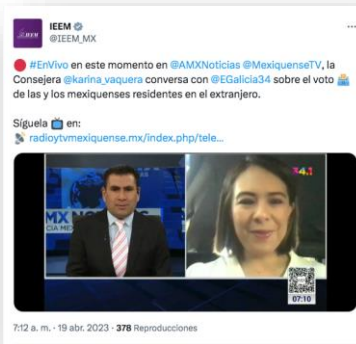 IEEM
@IEEM_MX
🔴 #EnVivo en este momento en @AMXNoticias @MexiquenseTV, la
Consejera @karina_vaquera conversa con @EGalicia34 sobre el voto 🗳️
de las y los mexiquenses residentes en el extranjero.
Síguela 📺 en:
📡 radioytvmexiquense.mx/index.php/tele...
34.1
07:10
7:12 a. m. · 19 abr. 2023 · 378 Reproducciones